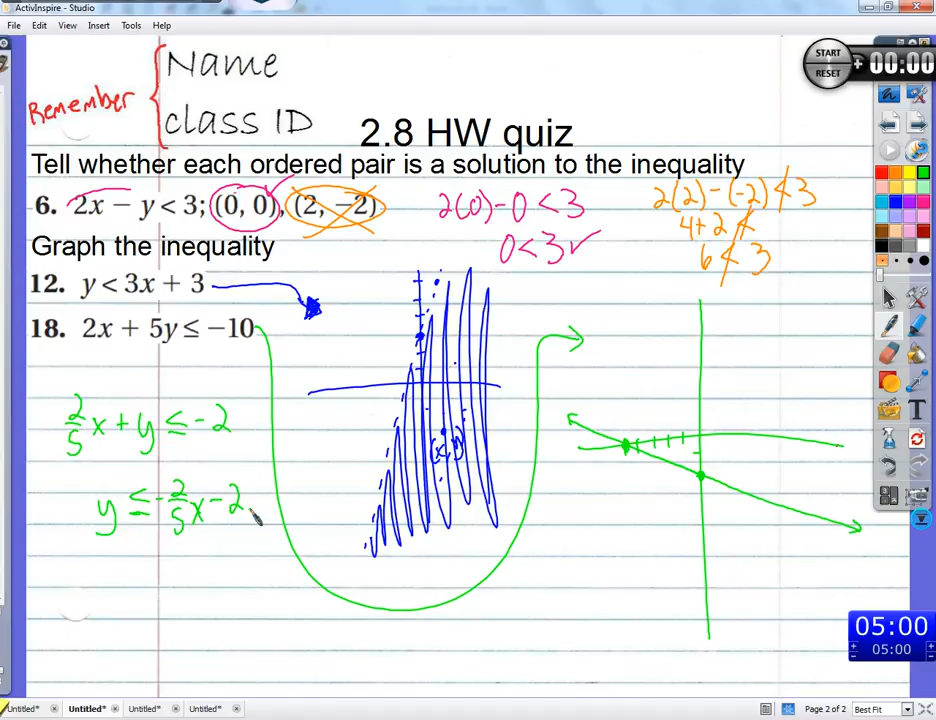 ActivInspire - Studio
File Edit View Insert Tools Help
START
RESET
00:00
Remember
Name
class ID
2.8 HW quiz
Tell whether each ordered pair is a solution to the inequality
6. 2x − y < 3; (0, 0), (2, −2)
2(0)-0<3
0<3✓
2(2)-(-2)≮3
4+2≮
6≮3
Graph the inequality
12. y < 3x + 3
18. 2x + 5y ≤ −10
2/5x+y≤-2
y≤-2/5x-2
05:00
05:00
Untitled* Untitled* Untitled* Untitled*
Page 2 of 2 Best Fit